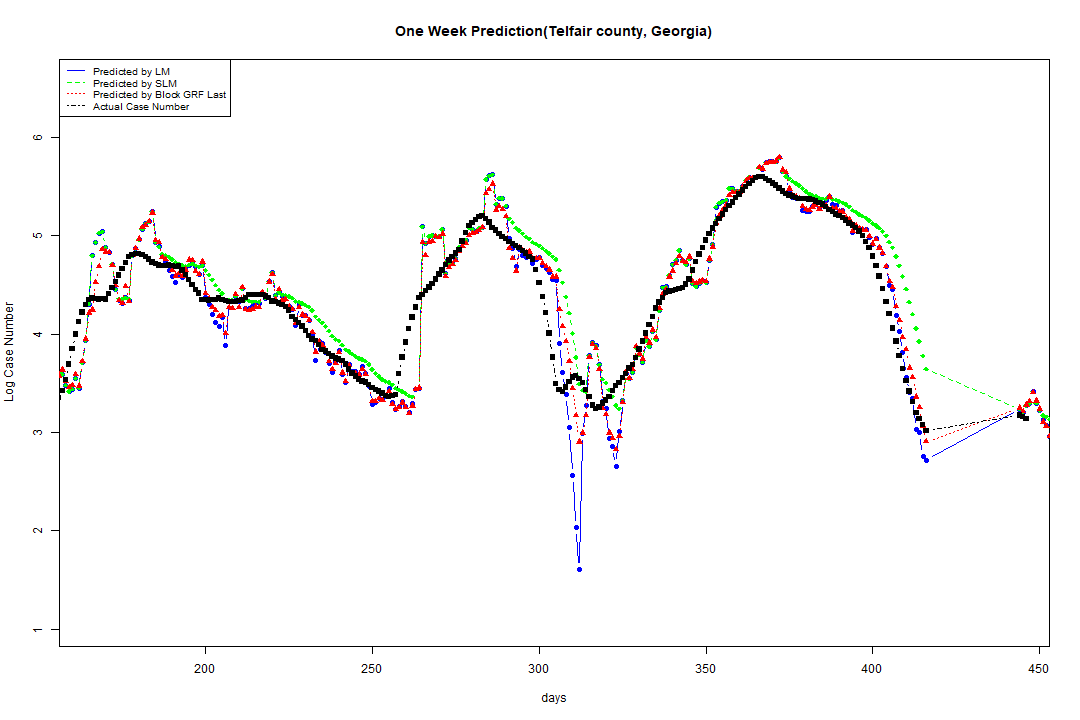 One Week Prediction(Telfair county, Georgia)
Predicted by LM
Predicted by SLM
Predicted by Block GRF Last
Actual Case Number
6
5
4
3
2
1
Log Case Number
200 250 300 350 400 450
days